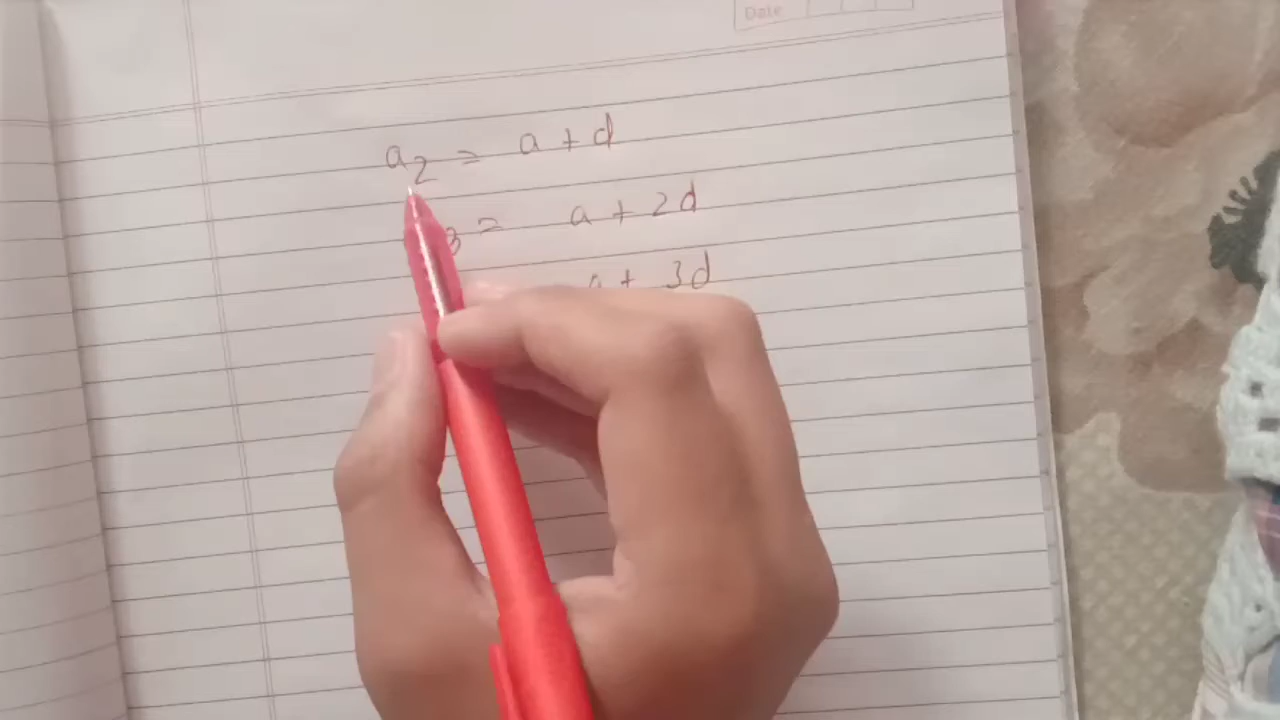 Date
a₂ = a + d
3 = a + 2d
a + 3d